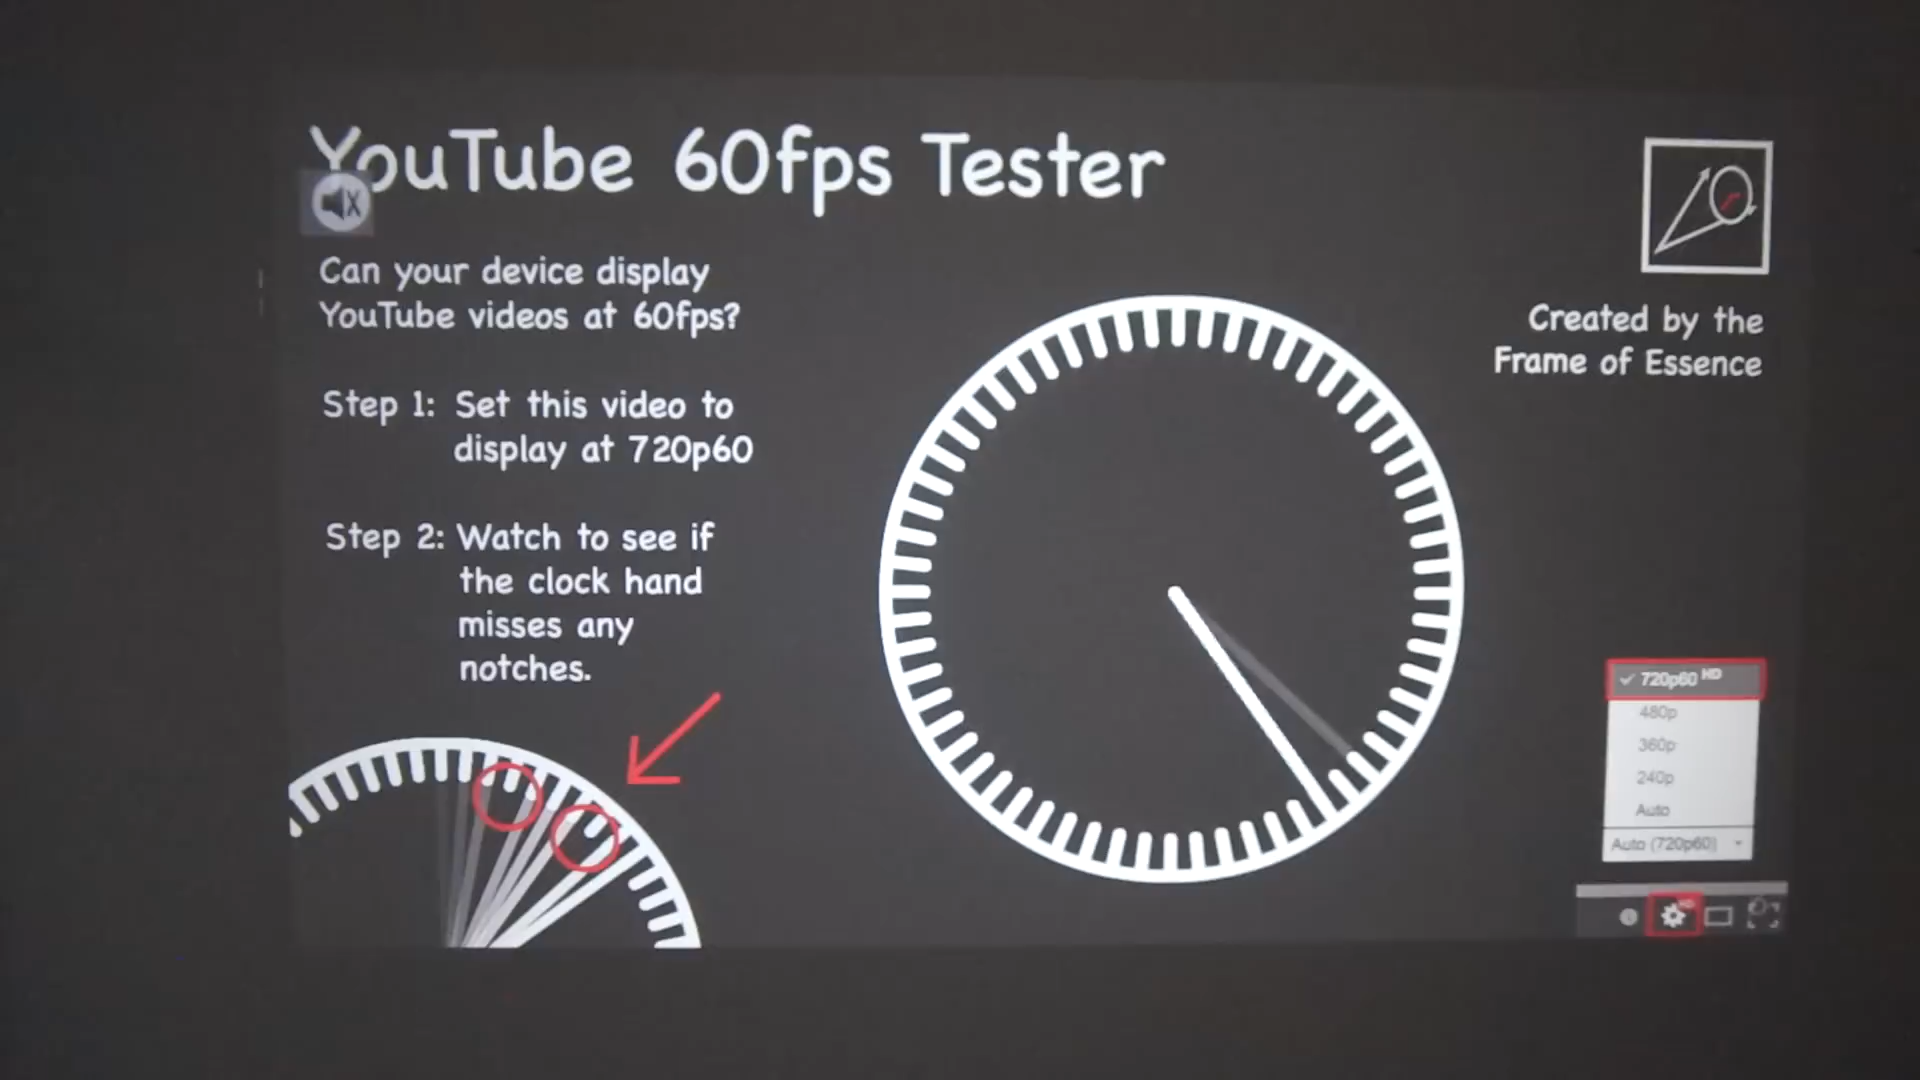 YouTube 60fps Tester
Can your device display
YouTube videos at 60fps?
Step 1: Set this video to
display at 720p60
Step 2: Watch to see if
the clock hand
misses any
notches.
Created by the
Frame of Essence
✓ 720p60 HD
480p
360p
240p
Auto
Auto (720p60)
HD